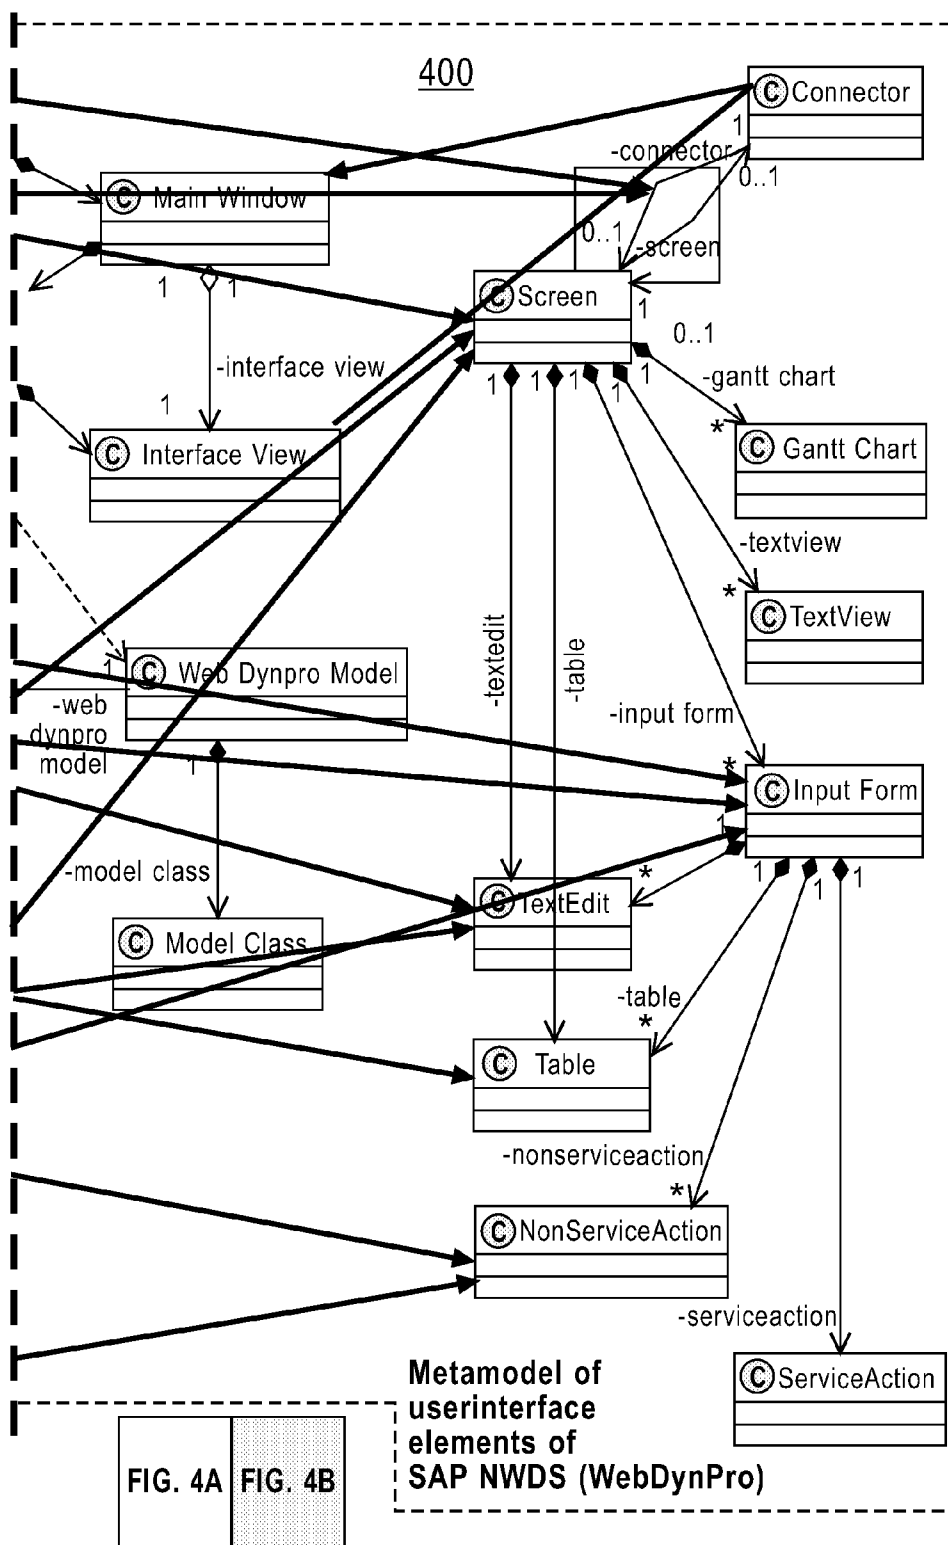 400
C Connector
1
-connector
0..1
C Main Window
0..1
-screen
1
1
C Screen
1
0..1
-interface view
1
1
1
1
1
1
-gantt chart
*
C Interface View
C Gantt Chart
-textview
*
C TextView
-textedit
-table
1
C Web Dynpro Model
-web
dynpro
model
-input form
1
*
C Input Form
1
1
1
1
-model class
*
C TextEdit
C Model Class
-table
*
C Table
-nonserviceaction
*
C NonServiceAction
-serviceaction
C ServiceAction
Metamodel of
userinterface
elements of
SAP NWDS (WebDynPro)
FIG. 4A FIG. 4B